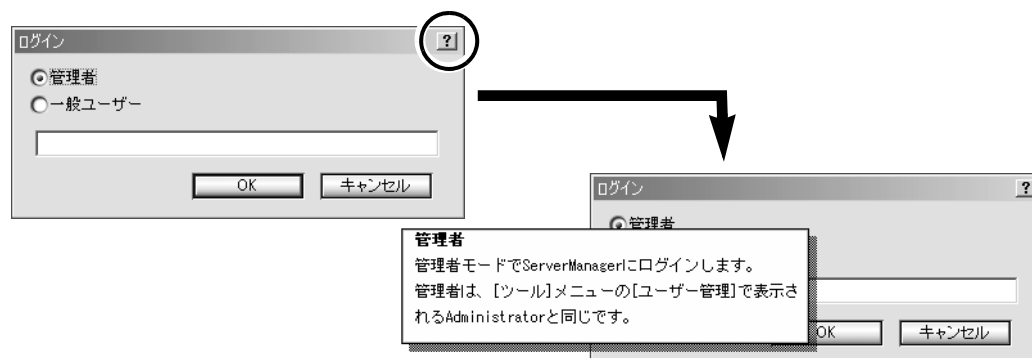 ログイン
?
管理者
一般ユーザー
OK
キャンセル
ログイン
?
管理者
管理者
管理者モードでServerManagerにログインします。
管理者は、[ツール]メニューの[ユーザー管理]で表示さ
れるAdministratorと同じです。
OK
キャンセル